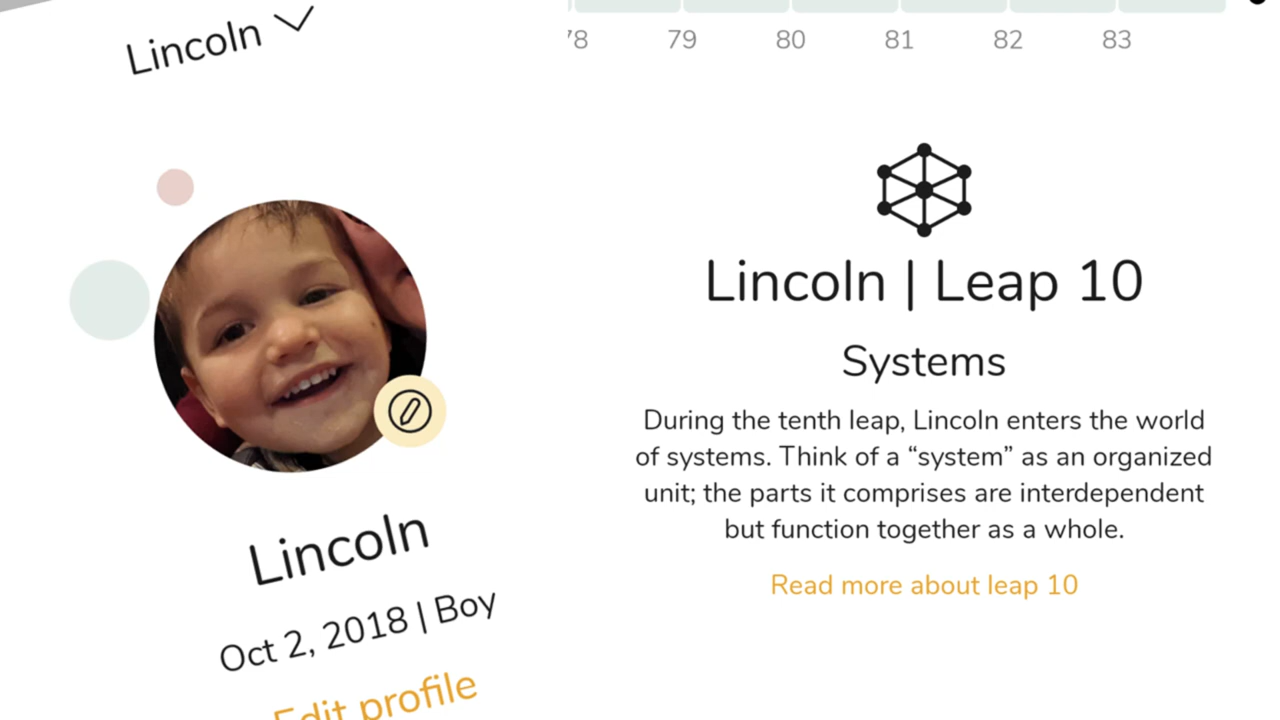 Lincoln
Lincoln
Oct 2, 2018 | Boy
Edit profile
78 79 80 81 82 83
Lincoln | Leap 10
Systems
During the tenth leap, Lincoln enters the world
of systems. Think of a “system” as an organized
unit; the parts it comprises are interdependent
but function together as a whole.
Read more about leap 10